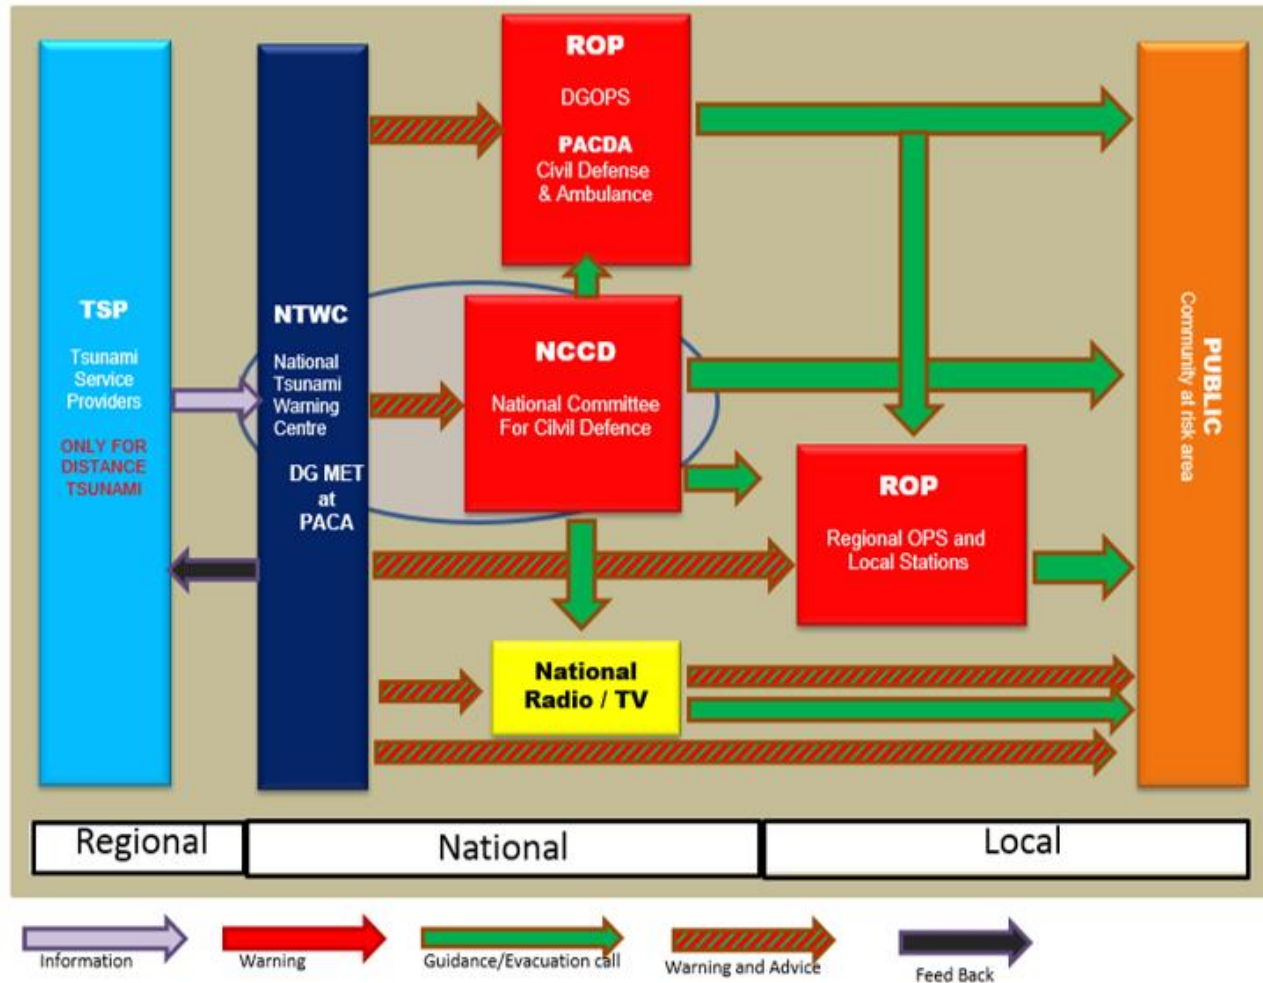 TSP
Tsunami
Service
Providers
ONLY FOR
DISTANCE
TSUNAMI
NTWC
National
Tsunami
Warning
Centre
DG MET
at
PACA
ROP
DGOPS
PACDA
Civil Defense
& Ambulance
NCCD
National Committee
For Cilvil Defence
ROP
Regional OPS and
Local Stations
National
Radio / TV
PUBLIC
Community at risk area
Regional
National
Local
Information
Warning
Guidance/Evacuation call
Warning and Advice
Feed Back